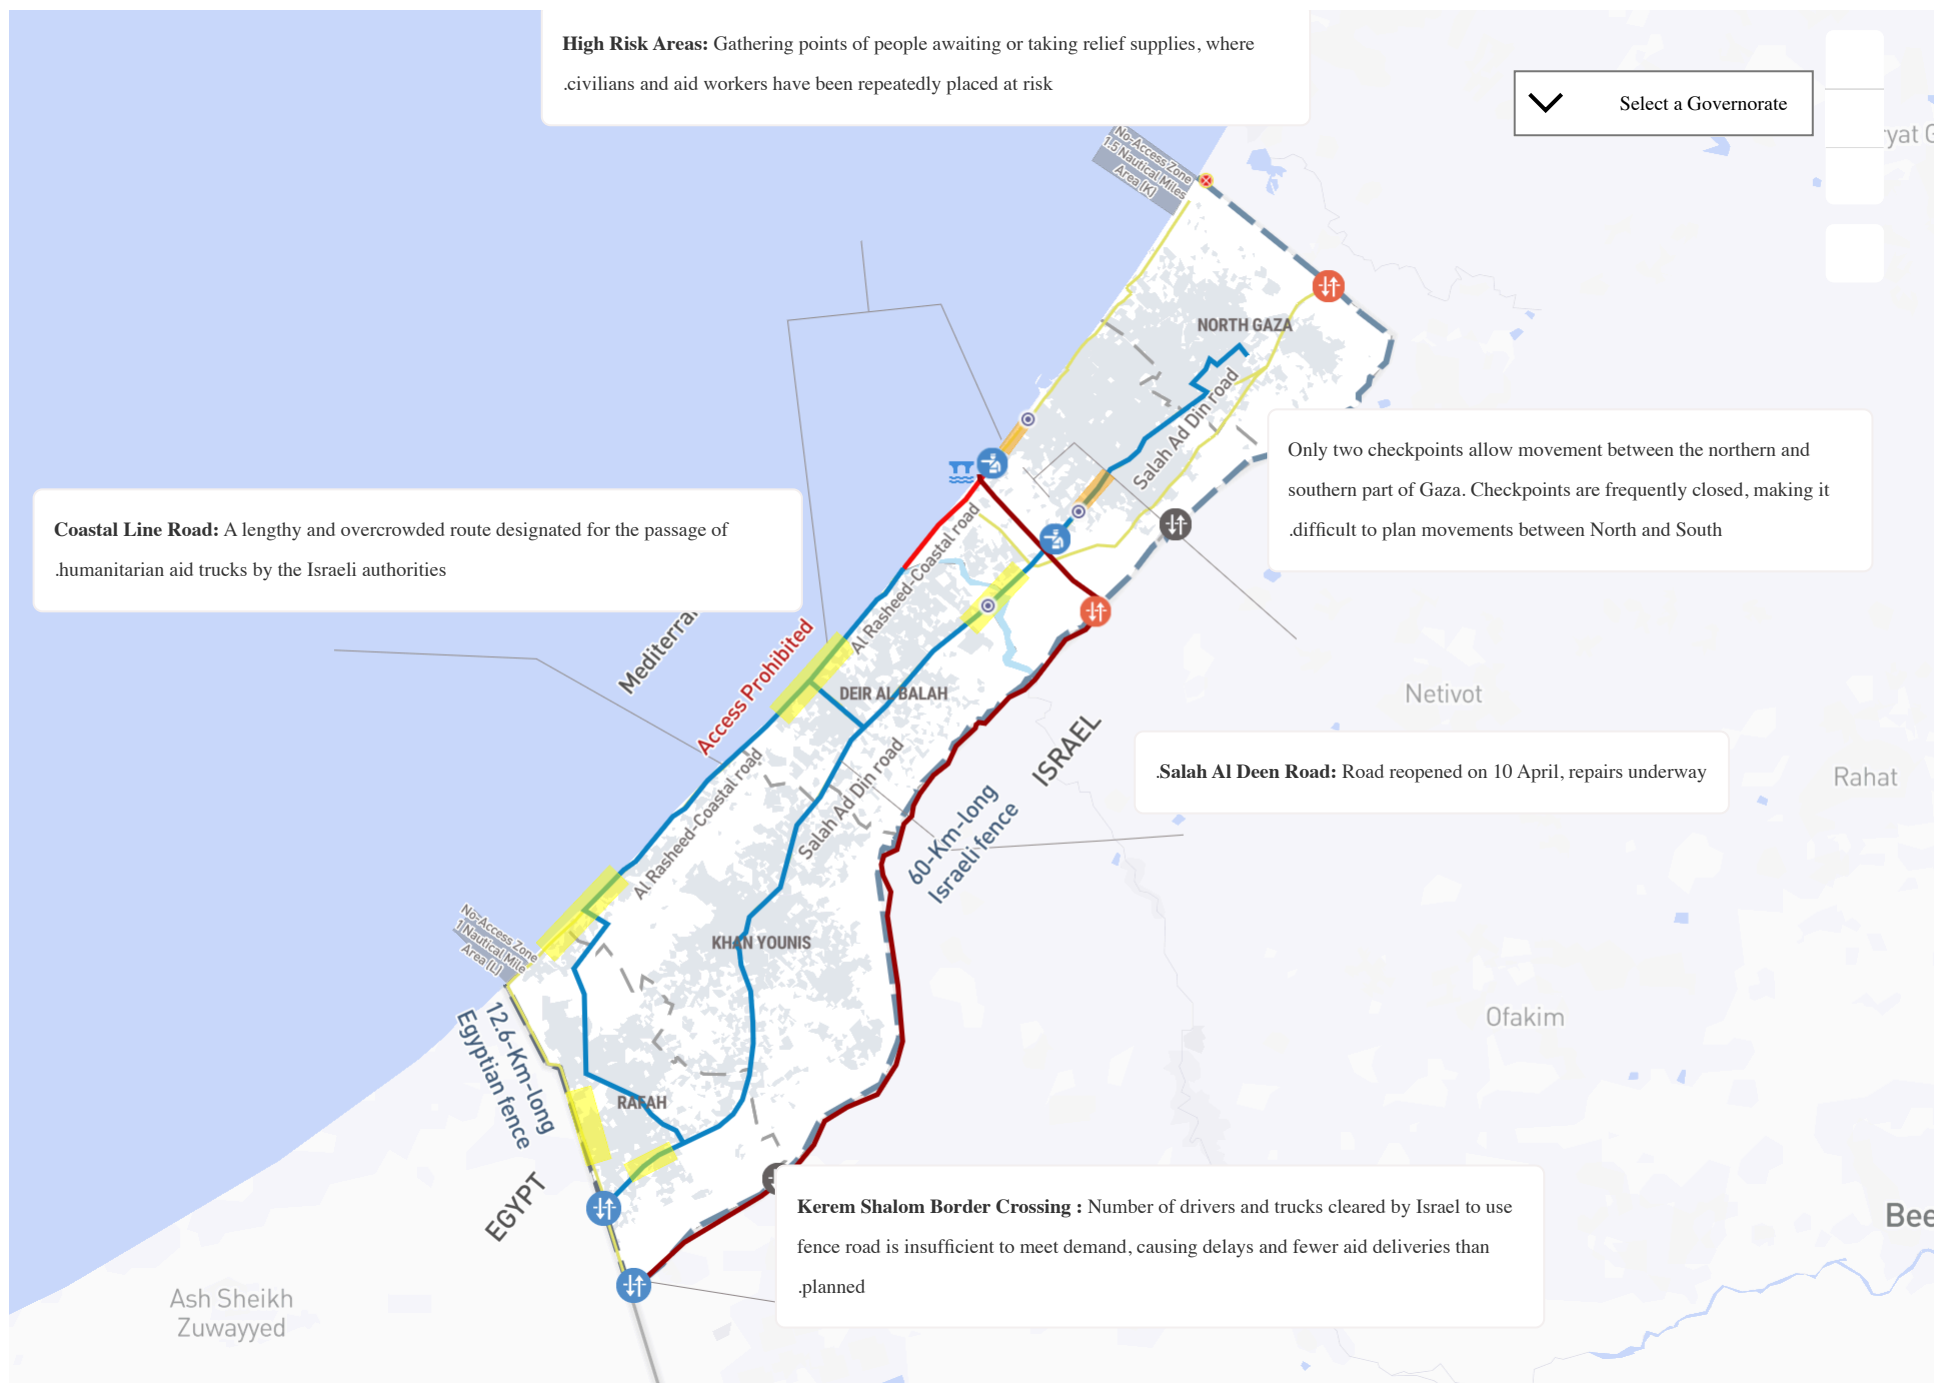 High Risk Areas: Gathering points of people awaiting or taking relief supplies, where
.civilians and aid workers have been repeatedly placed at risk
Select a Governorate
ryat G
No-Access Zone
1.5 Nautical Miles
Area (K)
NORTH GAZA
Salah Ad Din road
Only two checkpoints allow movement between the northern and
southern part of Gaza. Checkpoints are frequently closed, making it
.difficult to plan movements between North and South
Coastal Line Road: A lengthy and overcrowded route designated for the passage of
.humanitarian aid trucks by the Israeli authorities
Al Rasheed-Coastal road
Mediterra
Access Prohibited
DEIR AL BALAH
Netivot
ISRAEL
.Salah Al Deen Road: Road reopened on 10 April, repairs underway
Rahat
Al Rasheed-Coastal road
Salah Ad Din road
60-Km-long
Israeli fence
No-Access Zone
1 Nautical Mile
Area (L)
KHAN YOUNIS
Ofakim
12.6-Km-long
Egyptian fence
RAFAH
EGYPT
Kerem Shalom Border Crossing : Number of drivers and trucks cleared by Israel to use
fence road is insufficient to meet demand, causing delays and fewer aid deliveries than
.planned
Bee
Ash Sheikh
Zuwayyed